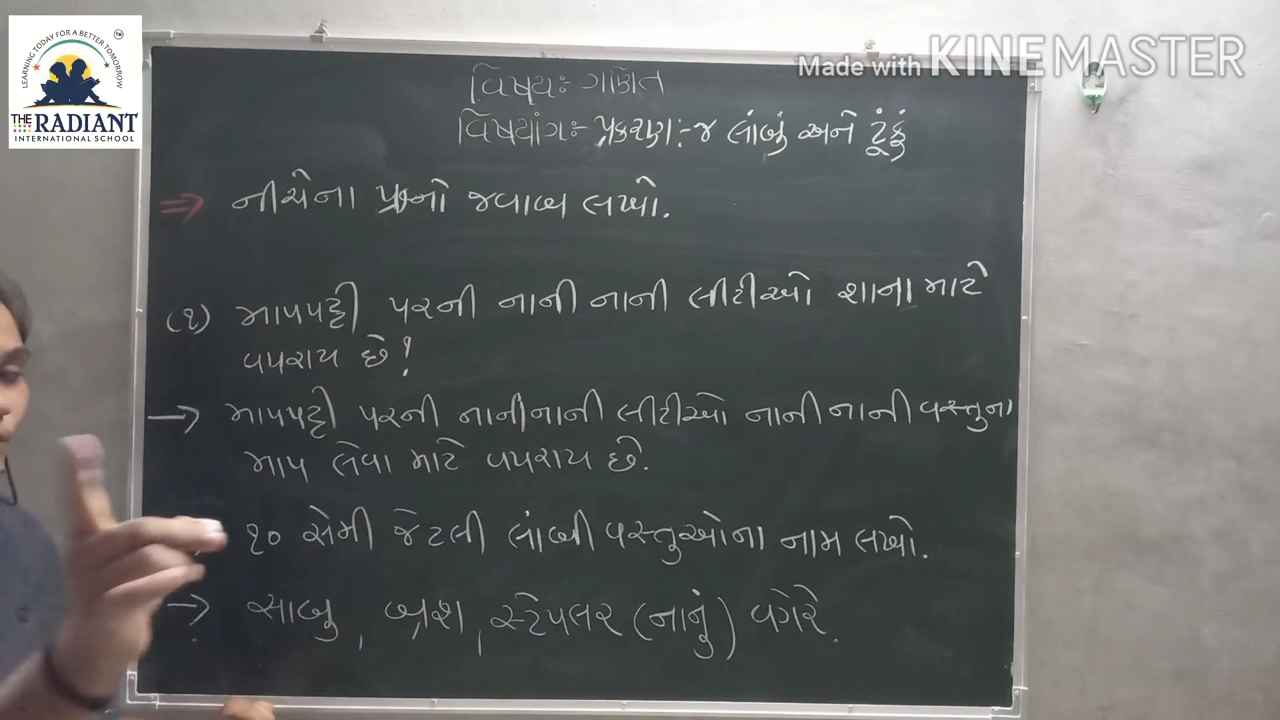 LEARNING TODAY FOR A BETTER TOMORROW
THE RADIANT
INTERNATIONAL SCHOOL
Made with KINEMASTER
વિષય:- ગણિત
વિષયાંગ:- પ્રકરણ:- ૪ લાંબું અને ટૂંકું
⇒ નીચેના પ્રશ્નનો જવાબ લખો.
(૧) માપપટ્ટી પરની નાની નાની લીટીઓ શાના માટે
વપરાય છે!
→ માપપટ્ટી પરની નાની નાની લીટીઓ નાની નાની વસ્તુના
માપ લેવા માટે વપરાય છે.
૧૦ સેમી જેટલી લાંબી વસ્તુઓના નામ લખો.
→ સાબુ, બ્રશ, સ્ટેપલર (નાનું) વગેરે.